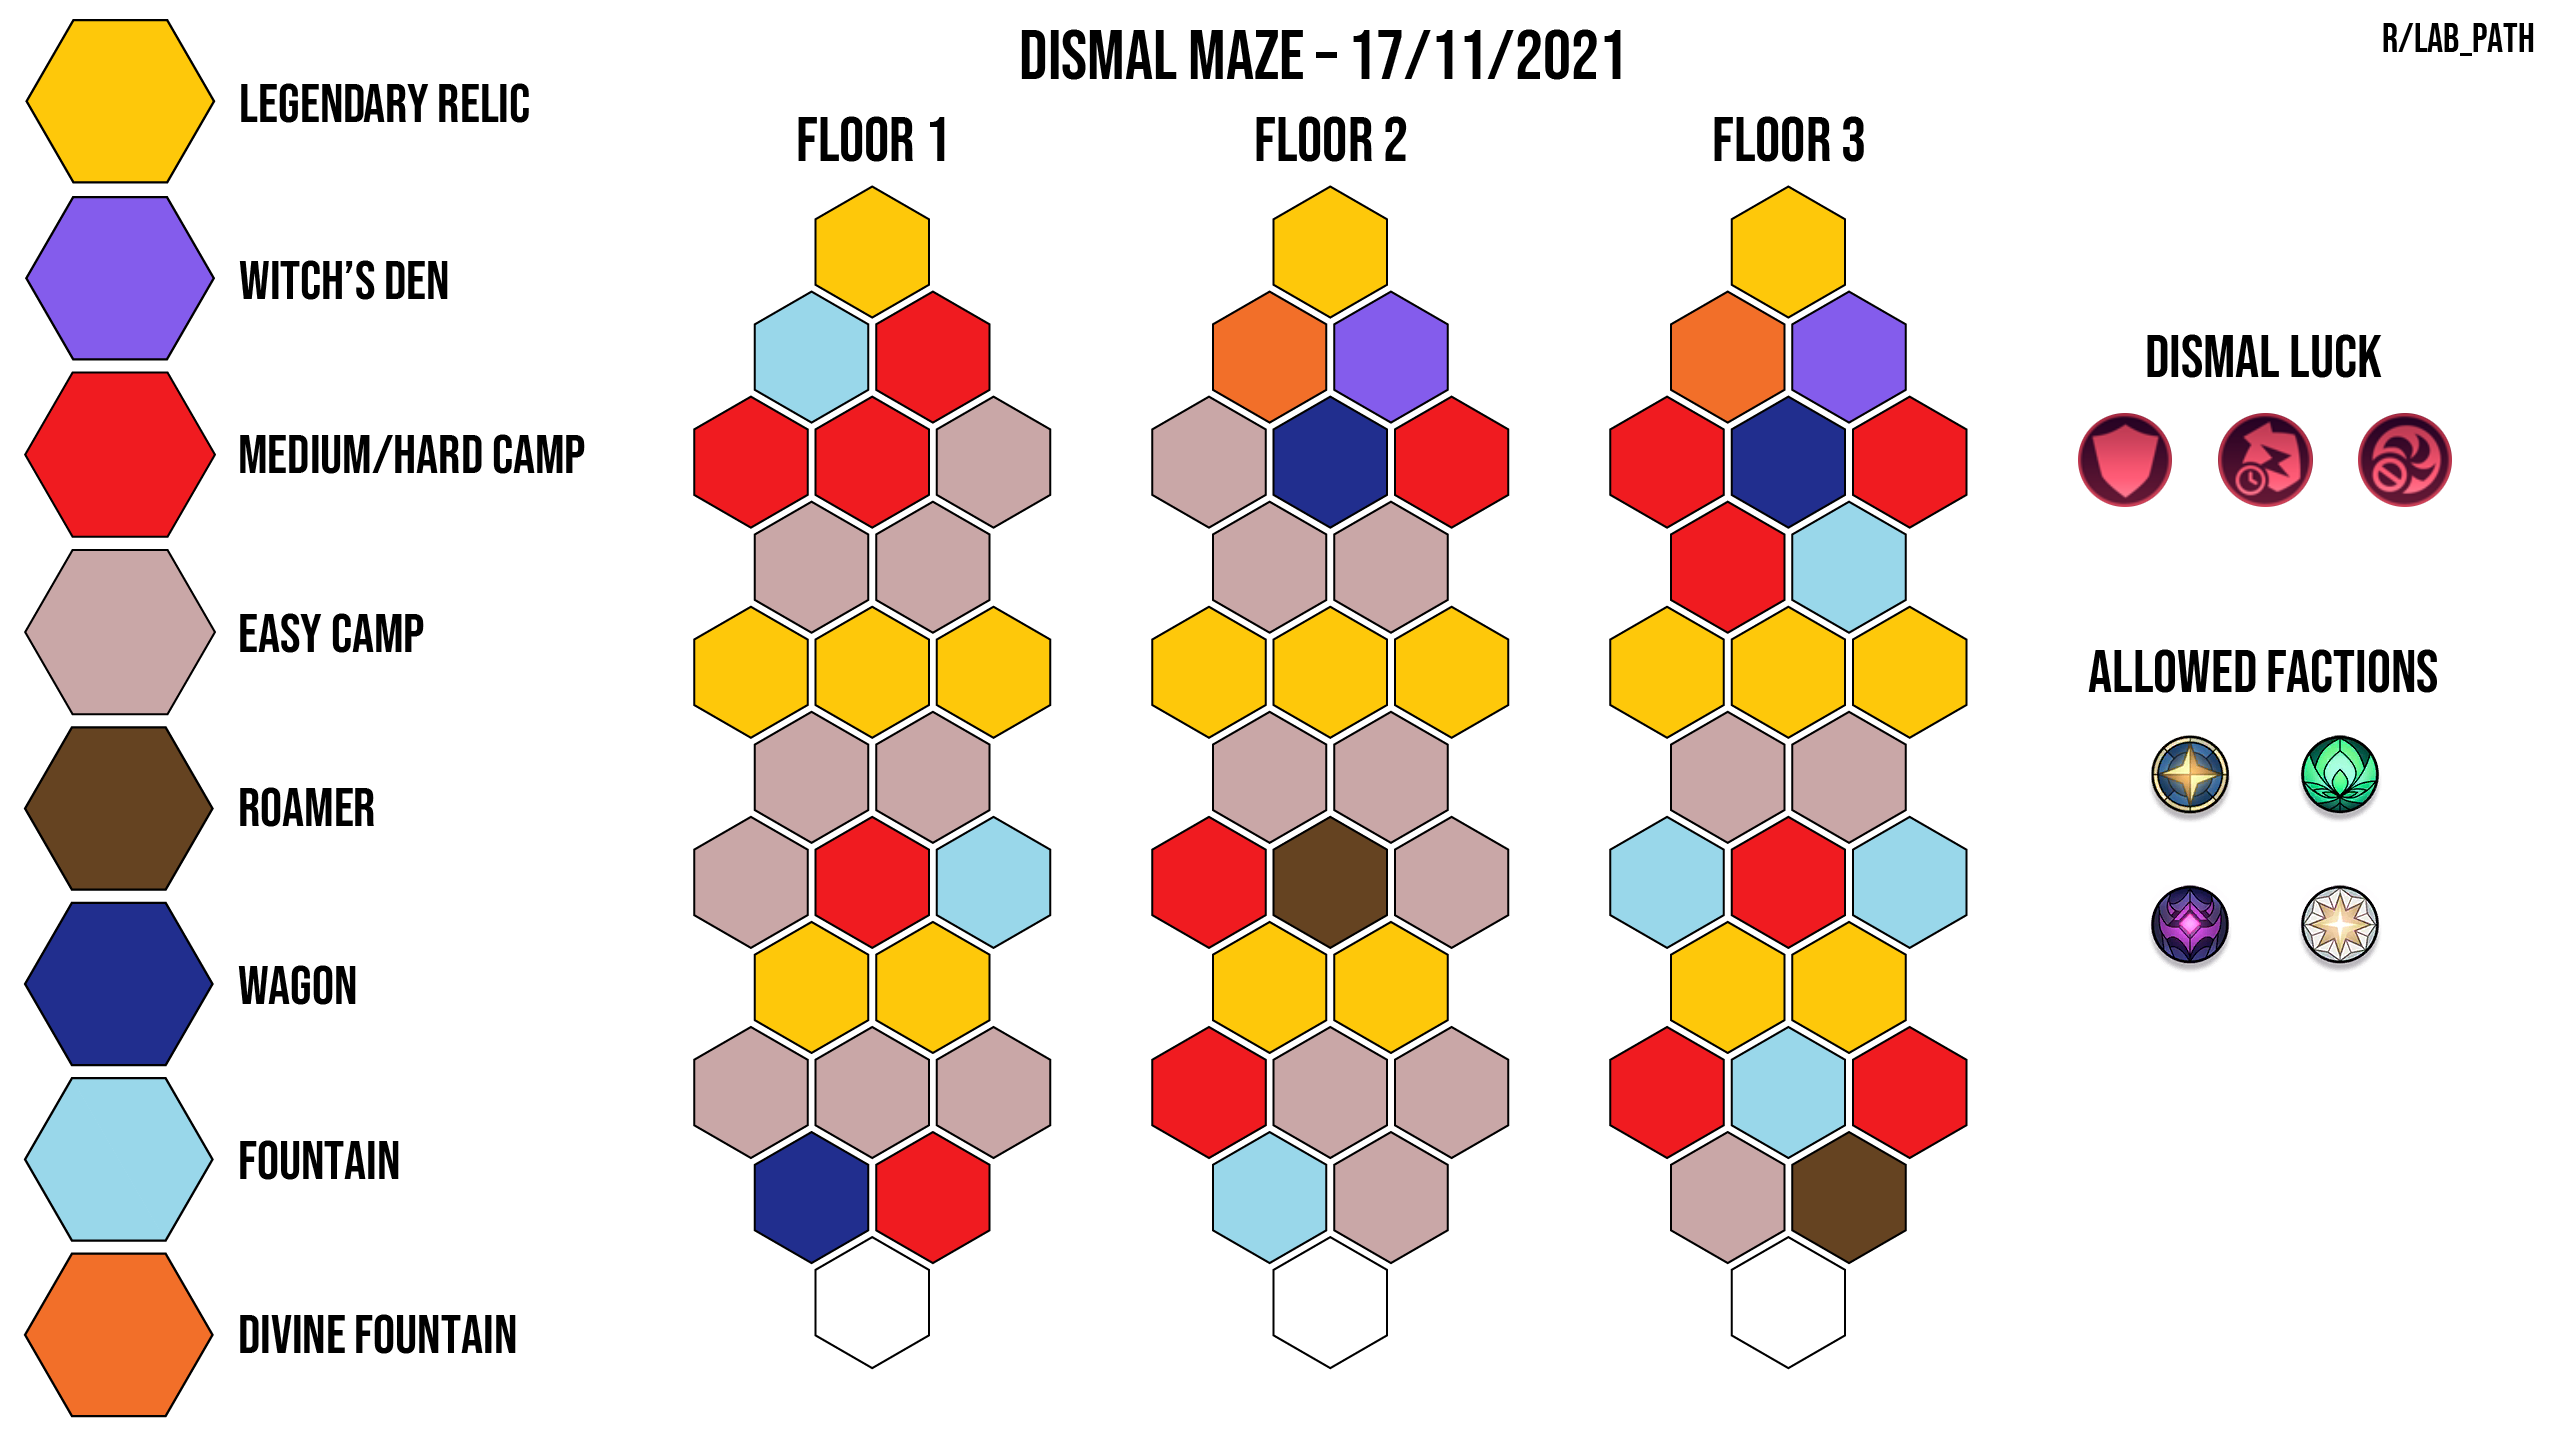 DISMAL MAZE – 17/11/2021
R/LAB_PATH
LEGENDARY RELIC
WITCH'S DEN
MEDIUM/HARD CAMP
EASY CAMP
ROAMER
WAGON
FOUNTAIN
DIVINE FOUNTAIN
FLOOR 1
FLOOR 2
FLOOR 3
DISMAL LUCK
ALLOWED FACTIONS